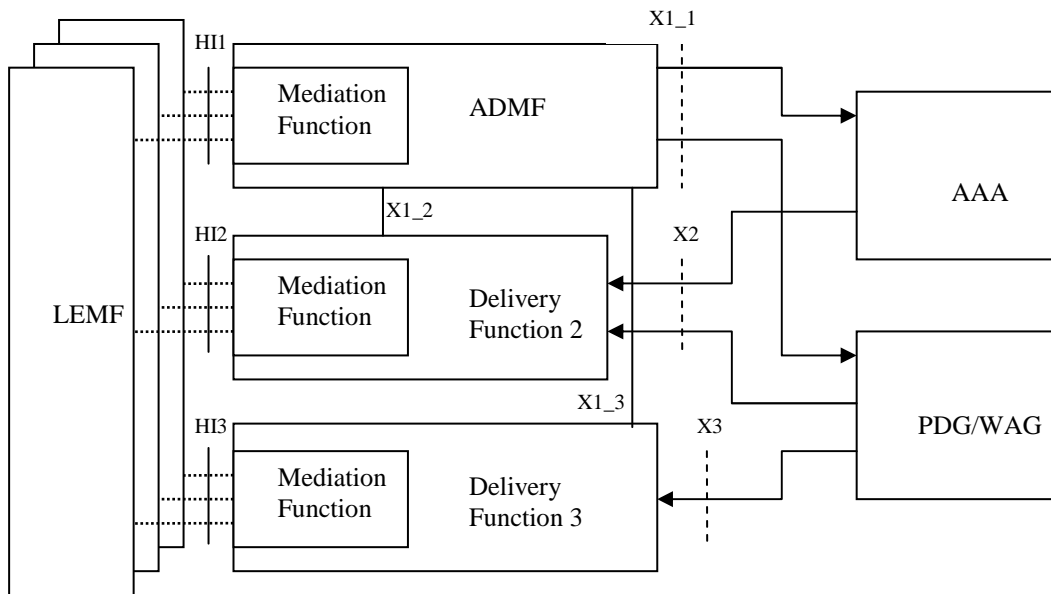 X1_1
HI1
Mediation
Function
ADMF
AAA
X1_2
HI2
X2
Mediation
Function
Delivery
Function 2
LEMF
X1_3
HI3
X3
PDG/WAG
Mediation
Function
Delivery
Function 3